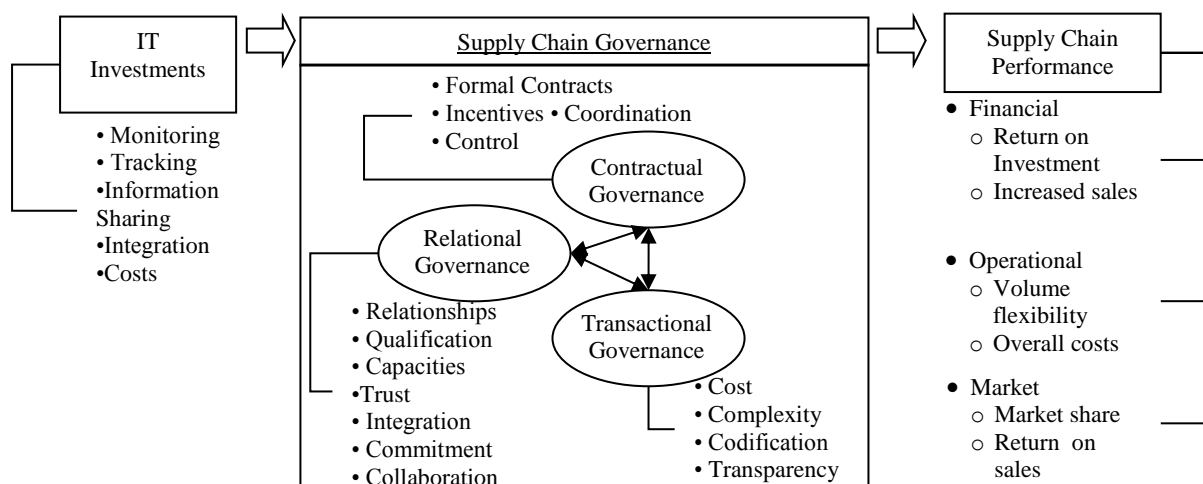 IT
Investments
• Monitoring
• Tracking
•Information
Sharing
•Integration
•Costs
Supply Chain Governance
• Formal Contracts
• Incentives • Coordination
• Control
Contractual
Governance
Relational
Governance
• Relationships
• Qualification
• Capacities
•Trust
• Integration
• Commitment
• Collaboration
Transactional
Governance
• Cost
• Complexity
• Codification
• Transparency
Supply Chain
Performance
● Financial
○ Return on
Investment
○ Increased sales
● Operational
○ Volume
flexibility
○ Overall costs
● Market
○ Market share
○ Return on
sales